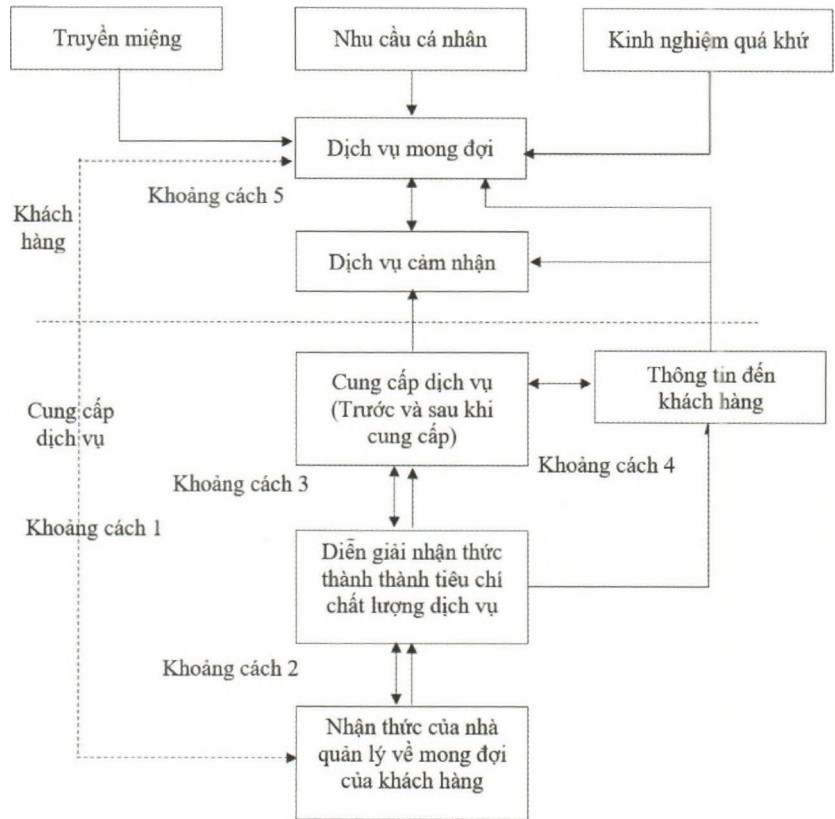 Truyền miệng
Nhu cầu cá nhân
Kinh nghiệm quá khứ
Dịch vụ mong đợi
Khoảng cách 5
Khách
hàng
Dịch vụ cảm nhận
Cung cấp dịch vụ
(Trước và sau khi
cung cấp)
Thông tin đến
khách hàng
Cung cấp
dịch vụ
Khoảng cách 4
Khoảng cách 3
Khoảng cách 1
Diễn giải nhận thức
thành thành tiêu chí
chất lượng dịch vụ
Khoảng cách 2
Nhận thức của nhà
quản lý về mong đợi
của khách hàng